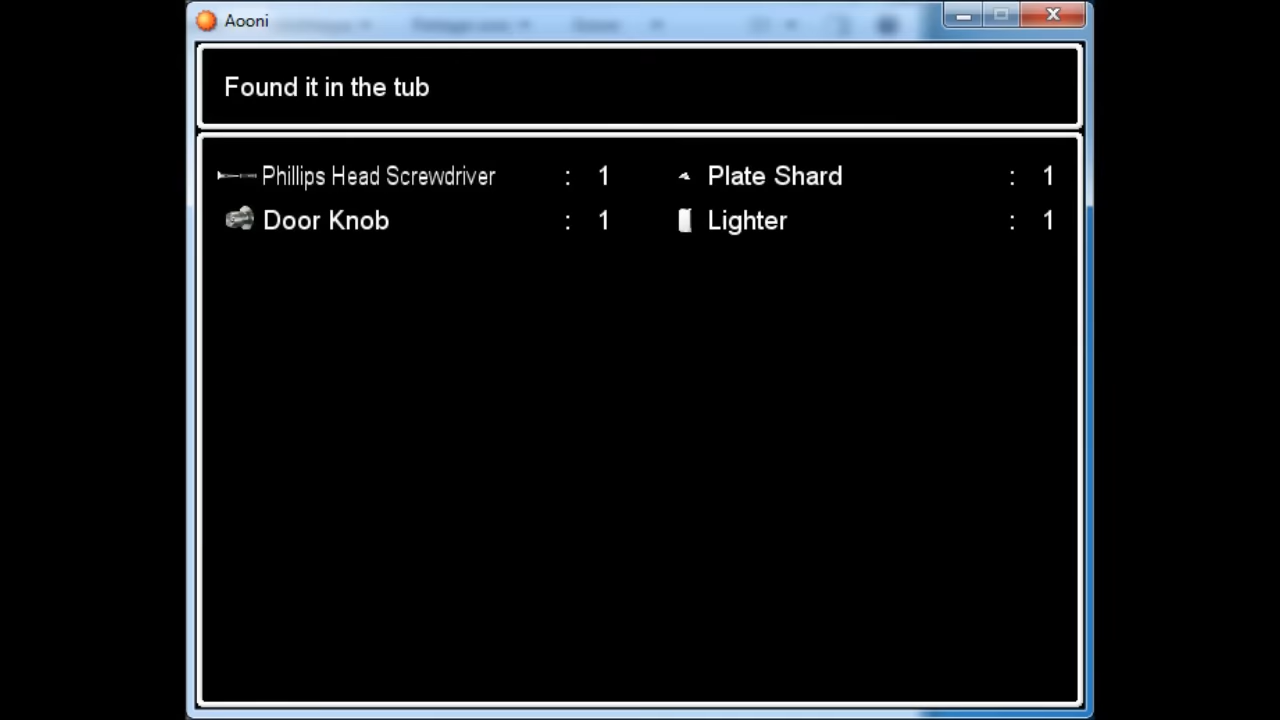 Aooni
Found it in the tub
Phillips Head Screwdriver : 1 Plate Shard : 1
Door Knob : 1 Lighter : 1